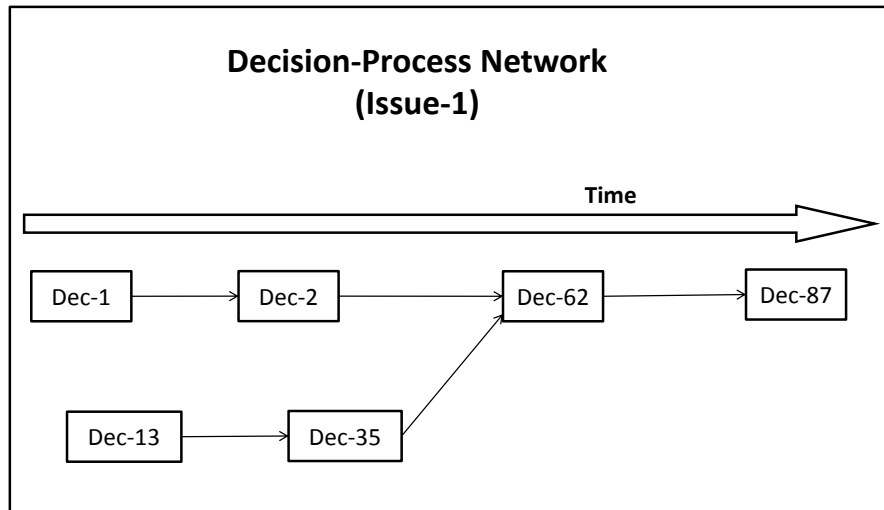 Decision-Process Network
(Issue-1)
Time
Dec-1
Dec-2
Dec-62
Dec-87
Dec-13
Dec-35